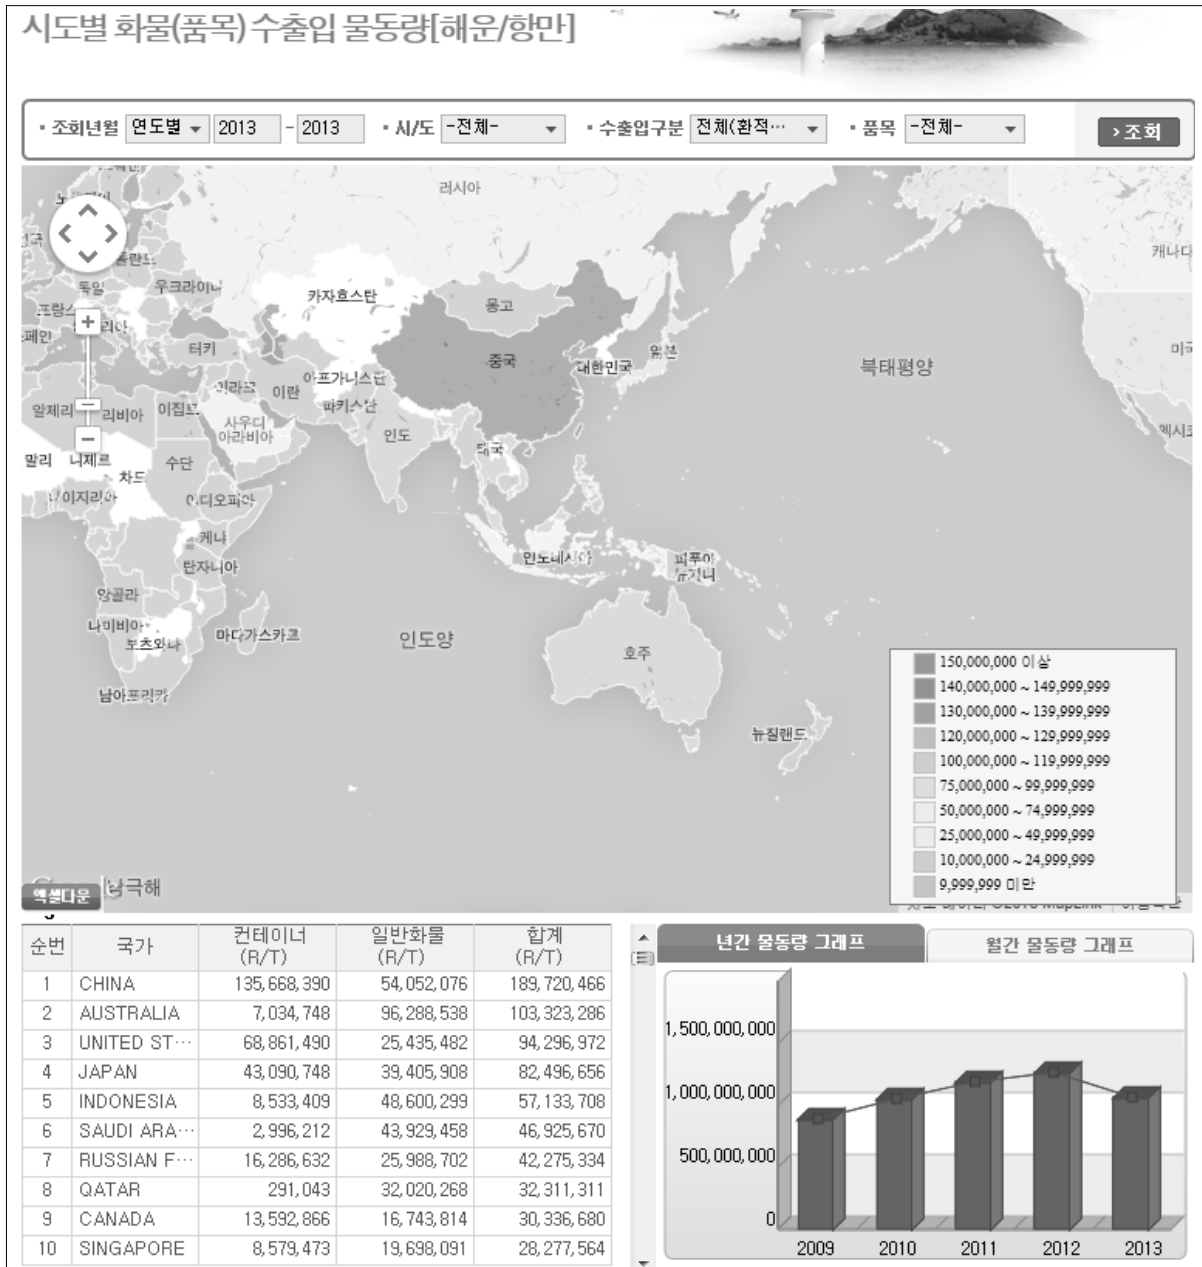 시도별 화물(품목) 수출입 물동량[해운/항만]
▪ 조회년월 연도별 2013 - 2013 ▪ 시/도 -전체- ▪ 수출입구분 전체(환적… ▪ 품목 -전체- > 조회
러시아
캐나다
독일
우크라이나
카자흐스탄
몽고
터키
중국
대한민국
일본
북태평양
이라크
이란
아프가니스탄
파키스탄
알제리
리비아
이집트
사우디
아라비아
인도
태국
말리
니제르
차드
수단
에디오피아
케냐
탄자니아
인도네시아
파푸아
뉴기니
앙골라
나미비아
보츠와나
마다가스카르
인도양
호주
남아프리카
뉴질랜드
150,000,000 이상
140,000,000 ~ 149,999,999
130,000,000 ~ 139,999,999
120,000,000 ~ 129,999,999
100,000,000 ~ 119,999,999
75,000,000 ~ 99,999,999
50,000,000 ~ 74,999,999
25,000,000 ~ 49,999,999
10,000,000 ~ 24,999,999
9,999,999 미만
엑셀다운
남극해
순번 국가 컨테이너 (R/T) 일반화물 (R/T) 합계 (R/T)
1 CHINA 135,668,390 54,052,076 189,720,466
2 AUSTRALIA 7,034,748 96,288,538 103,323,286
3 UNITED ST… 68,861,490 25,435,482 94,296,972
4 JAPAN 43,090,748 39,405,908 82,496,656
5 INDONESIA 8,533,409 48,600,299 57,133,708
6 SAUDI ARA… 2,996,212 43,929,458 46,925,670
7 RUSSIAN F… 16,286,632 25,988,702 42,275,334
8 QATAR 291,043 32,020,268 32,311,311
9 CANADA 13,592,866 16,743,814 30,336,680
10 SINGAPORE 8,579,473 19,698,091 28,277,564
년간 물동량 그래프 월간 물동량 그래프
1,500,000,000
1,000,000,000
500,000,000
0
2009 2010 2011 2012 2013